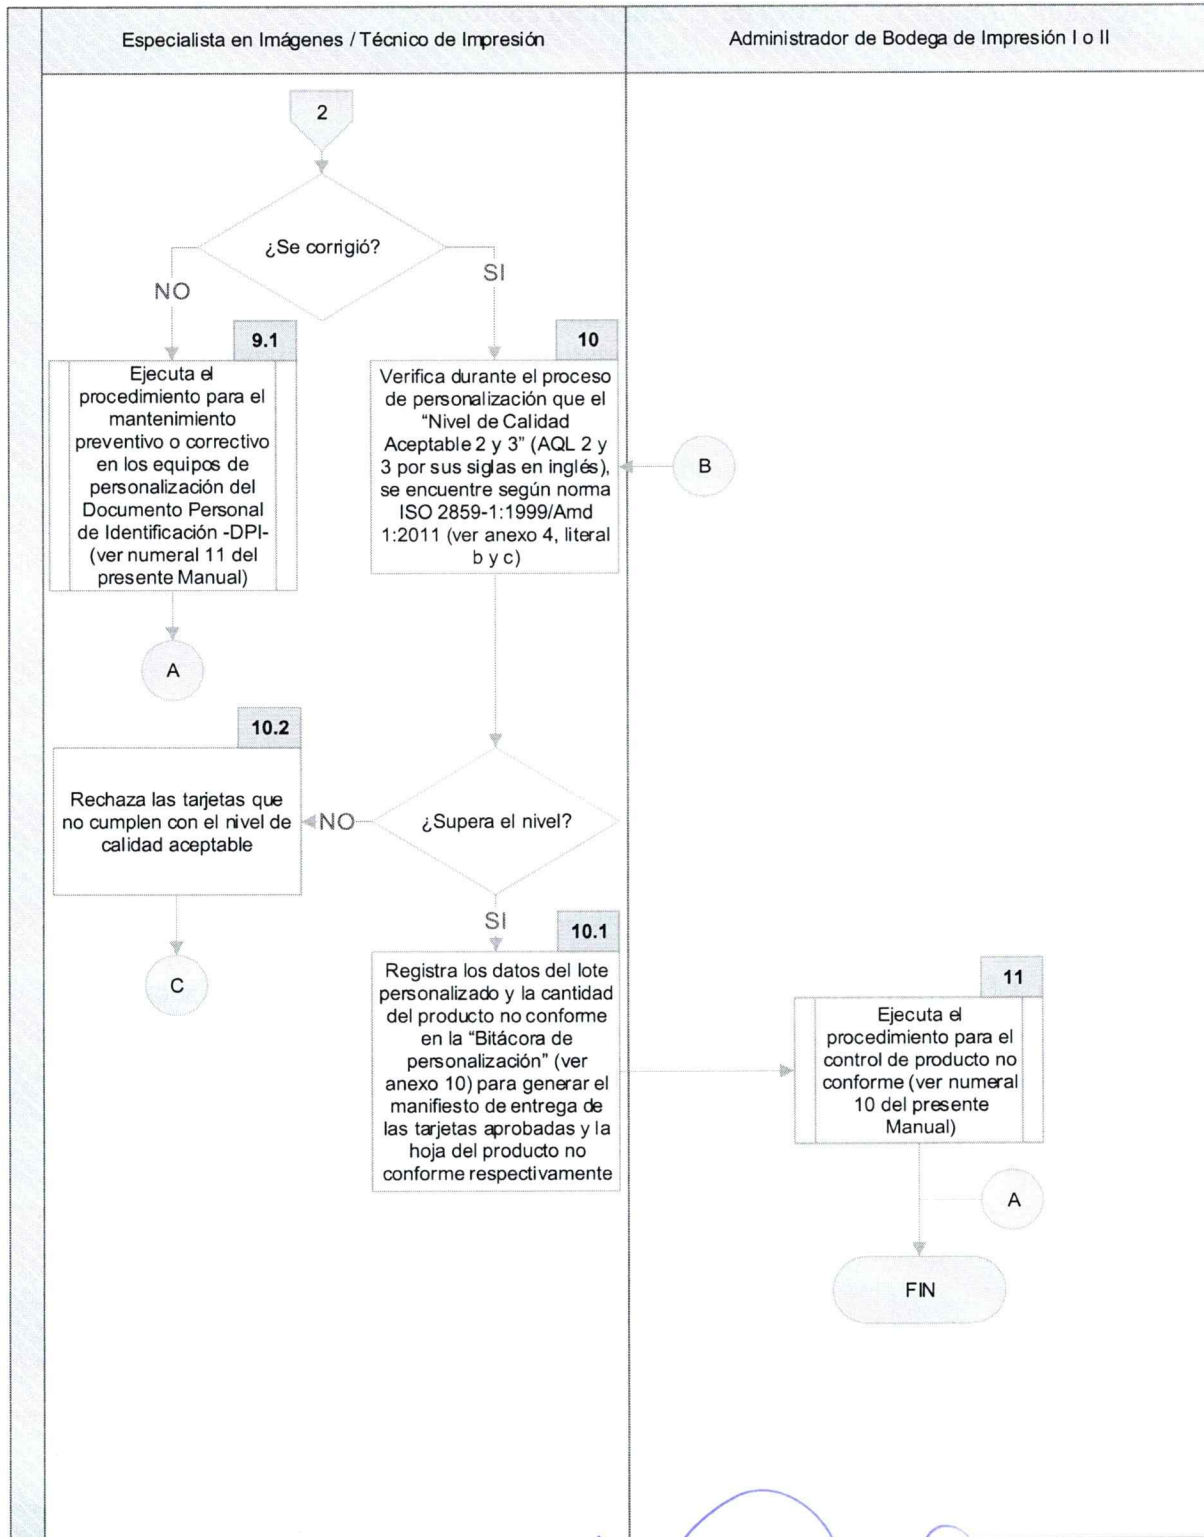 Especialista en Imágenes / Técnico de Impresión
Administrador de Bodega de Impresión I o II
2
¿Se corrigió?
NO
SI
9.1
Ejecuta el
procedimiento para el
mantenimiento
preventivo o correctivo
en los equipos de
personalización del
Documento Personal
de Identificación -DPI-
(ver numeral 11 del
presente Manual)
A
10
Verifica durante el proceso
de personalización que el
“Nivel de Calidad
Aceptable 2 y 3” (AQL 2 y
3 por sus siglas en inglés),
se encuentre según norma
ISO 2859-1:1999/Amd
1:2011 (ver anexo 4, literal
b y c)
B
¿Supera el nivel?
NO
10.2
Rechaza las tarjetas que
no cumplen con el nivel de
calidad aceptable
C
SI
10.1
Registra los datos del lote
personalizado y la cantidad
del producto no conforme
en la “Bitácora de
personalización” (ver
anexo 10) para generar el
manifiesto de entrega de
las tarjetas aprobadas y la
hoja del producto no
conforme respectivamente
11
Ejecuta el
procedimiento para el
control de producto no
conforme (ver numeral
10 del presente
Manual)
A
FIN